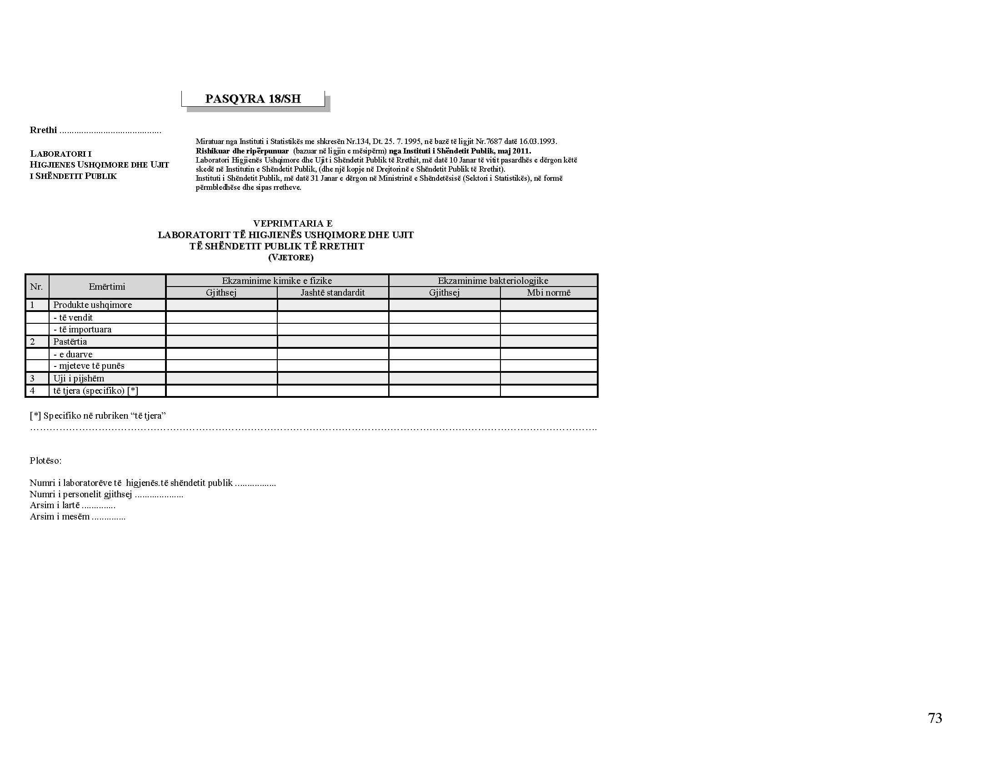 PASQYRA 18/SH
Rrethi ..........................................
LABORATORI I
HIGJIENES USHQIMORE DHE UJIT
I SHËNDETIT PUBLIK
Miratuar nga Instituti i Statistikës me shkresën Nr.134, Dt. 25. 7. 1995, në bazë të ligjit Nr.7687 datë 16.03.1993.
Rishikuar dhe ripërpunuar (bazuar në ligjin e mësipërm) nga Instituti i Shëndetit Publik, maj 2011.
Laboratori Higjienës Ushqimore dhe Ujit i Shëndetit Publik të Rrethit, më datë 10 Janar të vitit pasardhës e dërgon këtë
skedë në Institutin e Shëndetit Publik, (dhe një kopje në Drejtorinë e Shëndetit Publik të Rrethit).
Instituti i Shëndetit Publik, më datë 31 Janar e dërgon në Ministrinë e Shëndetësisë (Sektori i Statistikës), në formë
përmbledhëse dhe sipas rretheve.
VEPRIMTARIA E
LABORATORIT TË HIGJIENËS USHQIMORE DHE UJIT
TË SHËNDETIT PUBLIK TË RRETHIT
(VJETORE)
Nr. Emërtimi Ekzaminime kimike e fizike Ekzaminime bakteriologjike
Gjithsej Jashtë standardit Gjithsej Mbi normë
1 Produkte ushqimore
- të vendit
- të importuara
2 Pastërtia
- e duarve
- mjeteve të punës
3 Uji i pijshëm
4 të tjera (specifiko) [*]
[*] Specifiko në rubriken “të tjera”
……………………………………………………………………………………………………………………………………………………….
Plotëso:
Numri i laboratorëve të higjenës.të shëndetit publik .................
Numri i personelit gjithsej ....................
Arsim i lartë ..............
Arsim i mesëm ..............
73